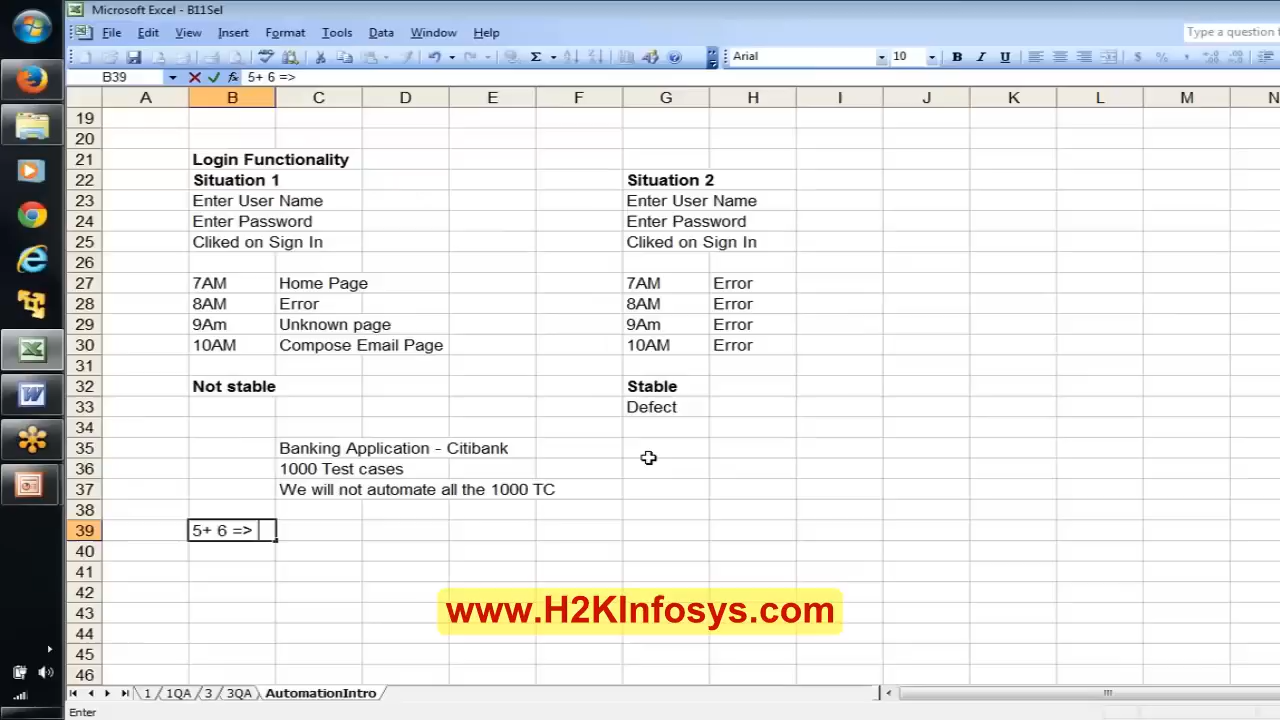 Microsoft Excel - B11Sel
File Edit View Insert Format Tools Data Window Help
Type a question
Arial 10 B I U
B39 fx 5+ 6 =>
A B C D E F G H I J K L M N
19
20
21 Login Functionality
22 Situation 1 Situation 2
23 Enter User Name Enter User Name
24 Enter Password Enter Password
25 Cliked on Sign In Cliked on Sign In
26
27 7AM Home Page 7AM Error
28 8AM Error 8AM Error
29 9Am Unknown page 9Am Error
30 10AM Compose Email Page 10AM Error
31
32 Not stable Stable
33 Defect
34
35 Banking Application - Citibank
36 1000 Test cases
37 We will not automate all the 1000 TC
38
39 5+ 6 =>
40
41
42
43
44
45
46
www.H2KInfosys.com
1 1QA 3 3QA AutomationIntro
Enter